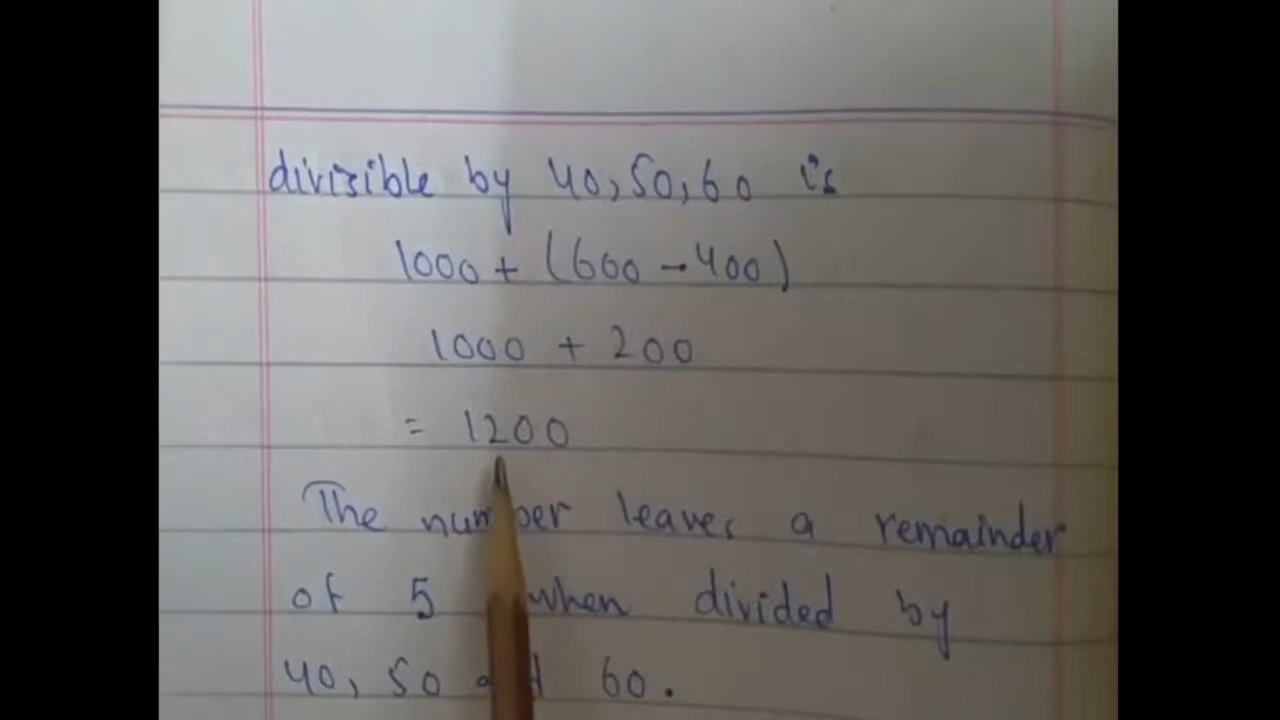 divisible by 40, 50, 60 is
1000 + (600 - 400)
1000 + 200
= 1200
The number leaves a remainder
of 5 when divided by
40, 50 60.